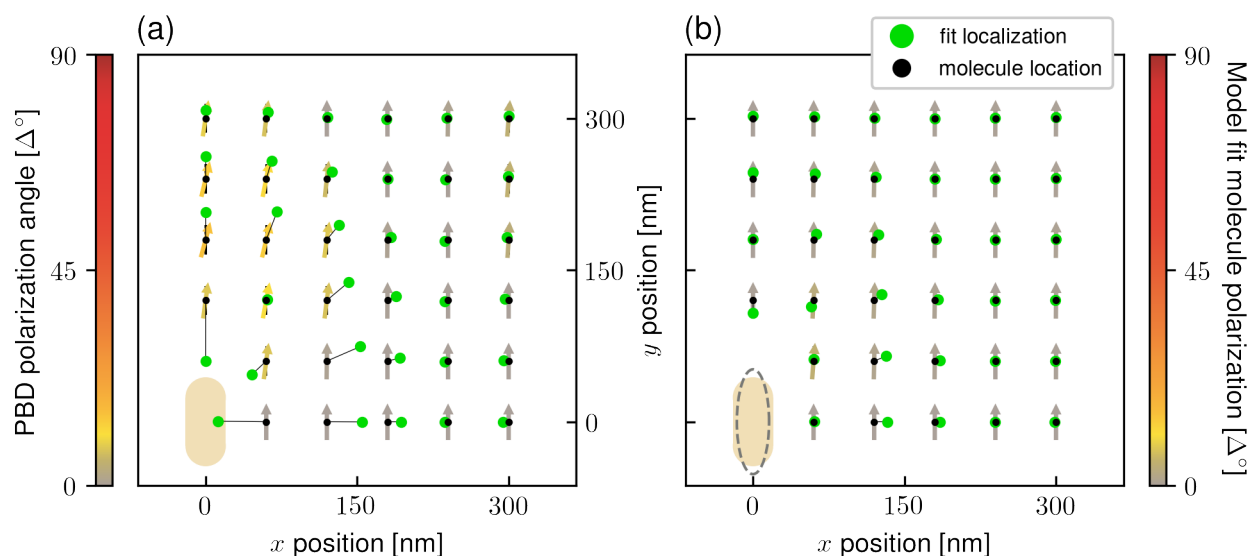 (a)
(b)
fit localization
molecule location
PBD polarization angle [Δ°]
90
45
0
300
150
0
y position [nm]
0
150
300
x position [nm]
0
150
300
x position [nm]
90
45
0
Model fit molecule polarization [Δ°]